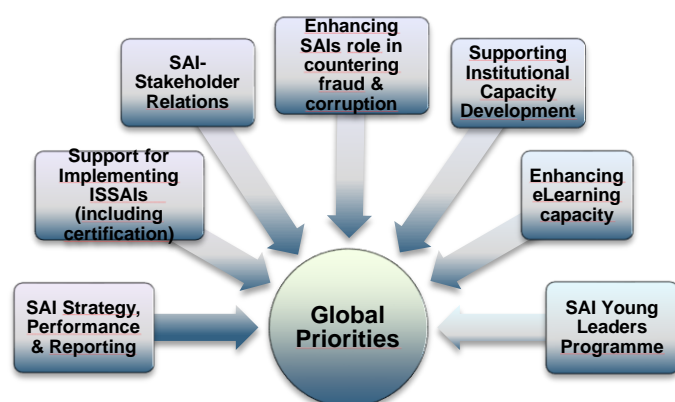 Enhancing
SAIs role in
countering
fraud &
corruption
SAI-
Stakeholder
Relations
Supporting
Institutional
Capacity
Development
Support for
Implementing
ISSAIs
(including
certification)
Enhancing
eLearning
capacity
SAI Strategy,
Performance
& Reporting
Global
Priorities
SAI Young
Leaders
Programme